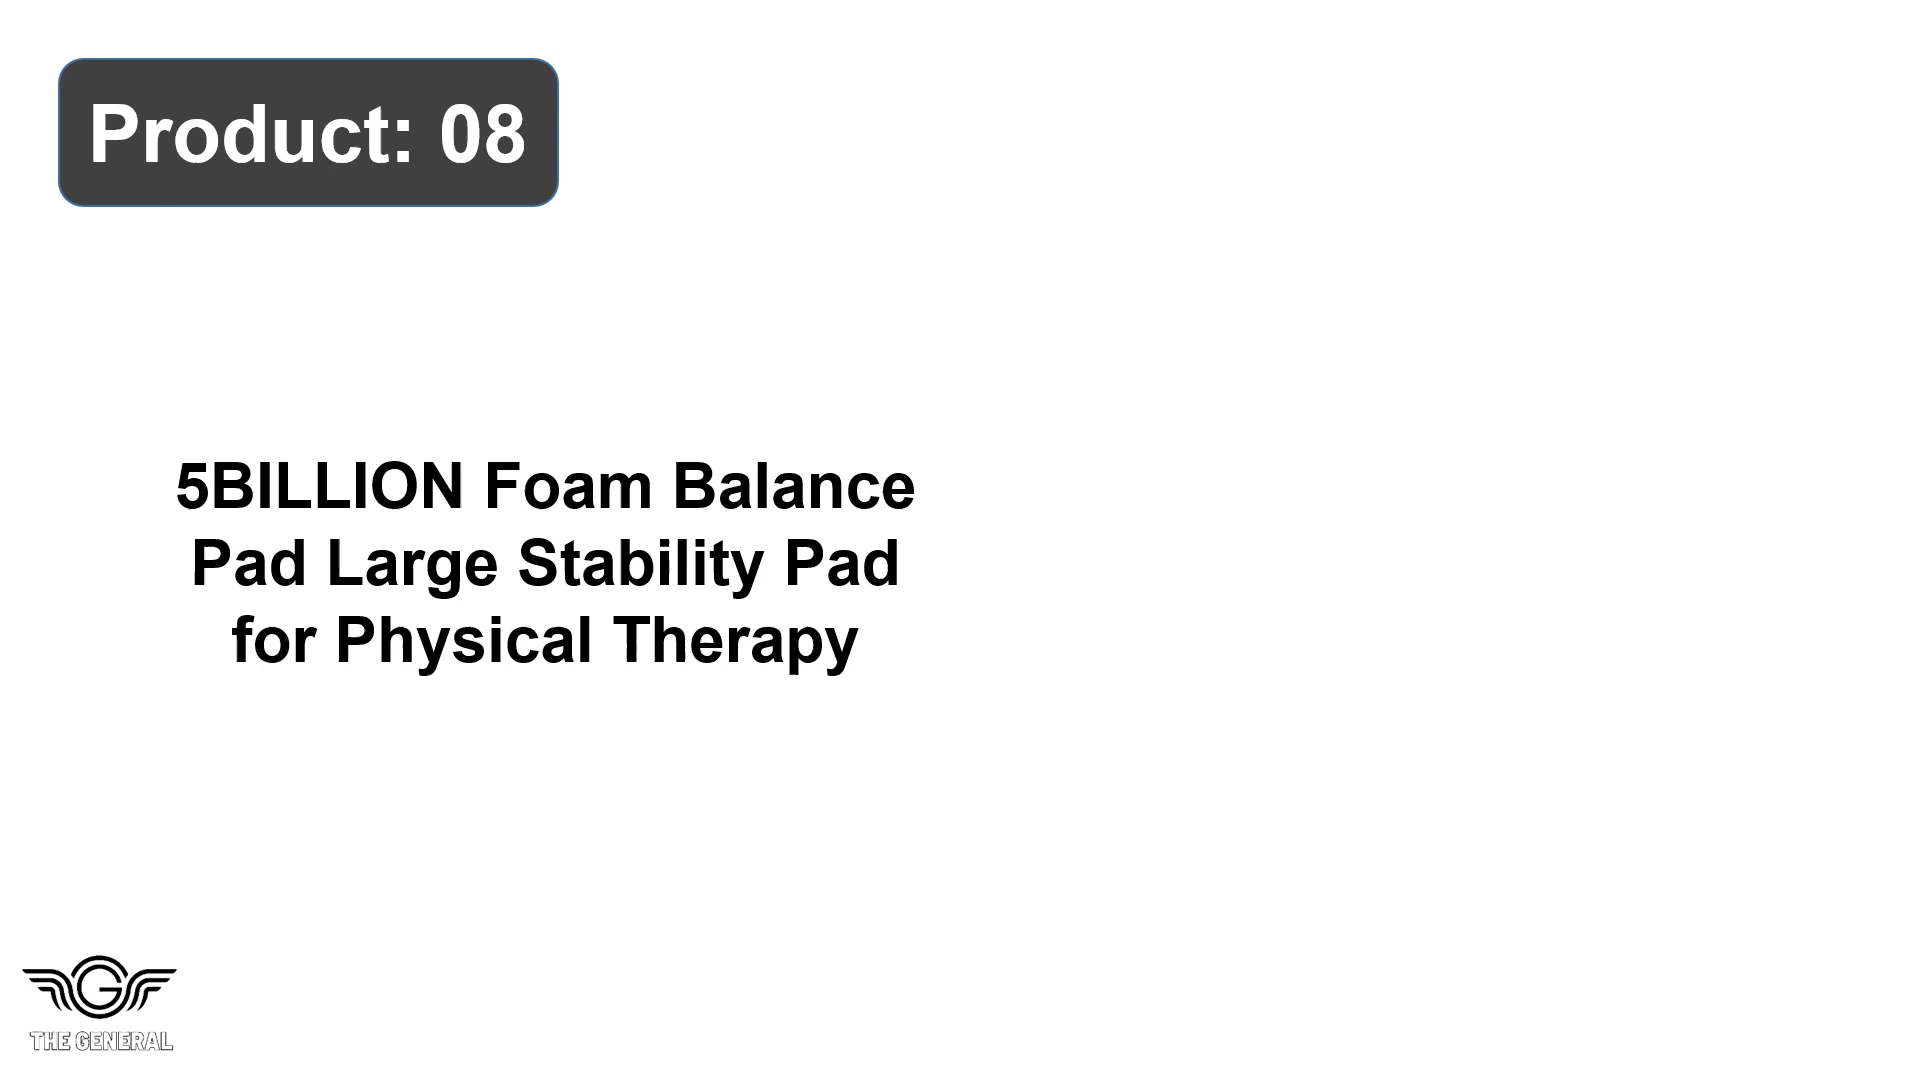 Product: 08
5BILLION Foam Balance
Pad Large Stability Pad
for Physical Therapy
G
THE GENERAL